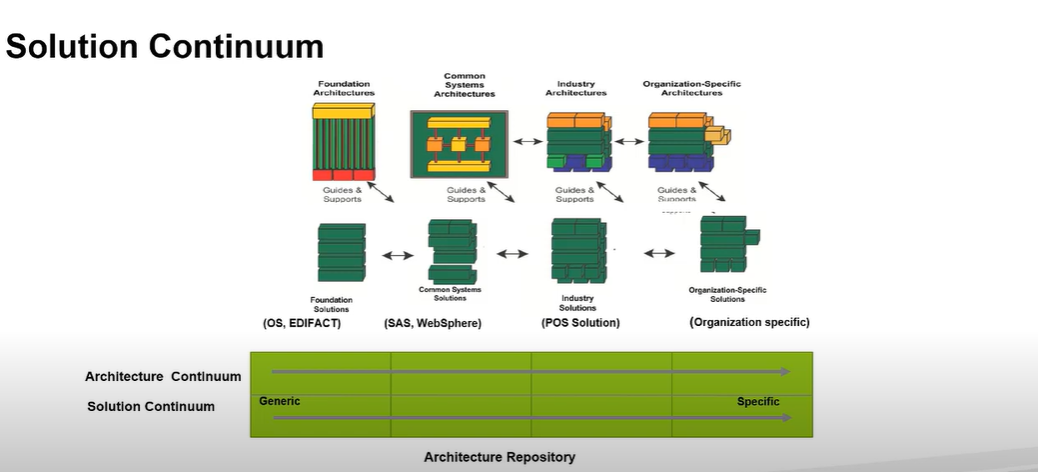 Solution Continuum
Foundation
Architectures
Common
Systems
Architectures
Industry
Architectures
Organization-Specific
Architectures
Guides &
Supports
Guides &
Supports
Guides &
Supports
Guides &
Supports
Foundation
Solutions
Common Systems
Solutions
Industry
Solutions
Organization-Specific
Solutions
(OS, EDIFACT)
(SAS, WebSphere)
(POS Solution)
(Organization specific)
Architecture Continuum
Solution Continuum
Generic
Specific
Architecture Repository